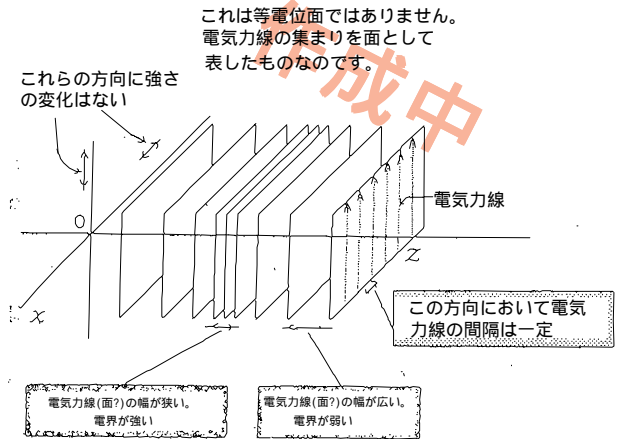 これは等電位面ではありません。
電気力線の集まりを面として
表したものなのです。
作成中
これらの方向に強さ
の変化はない
電気力線
O
Z
x
この方向において電気
力線の間隔は一定
電気力線(面?)の幅が狭い。
電界が強い
電気力線(面?)の幅が広い。
電界が弱い